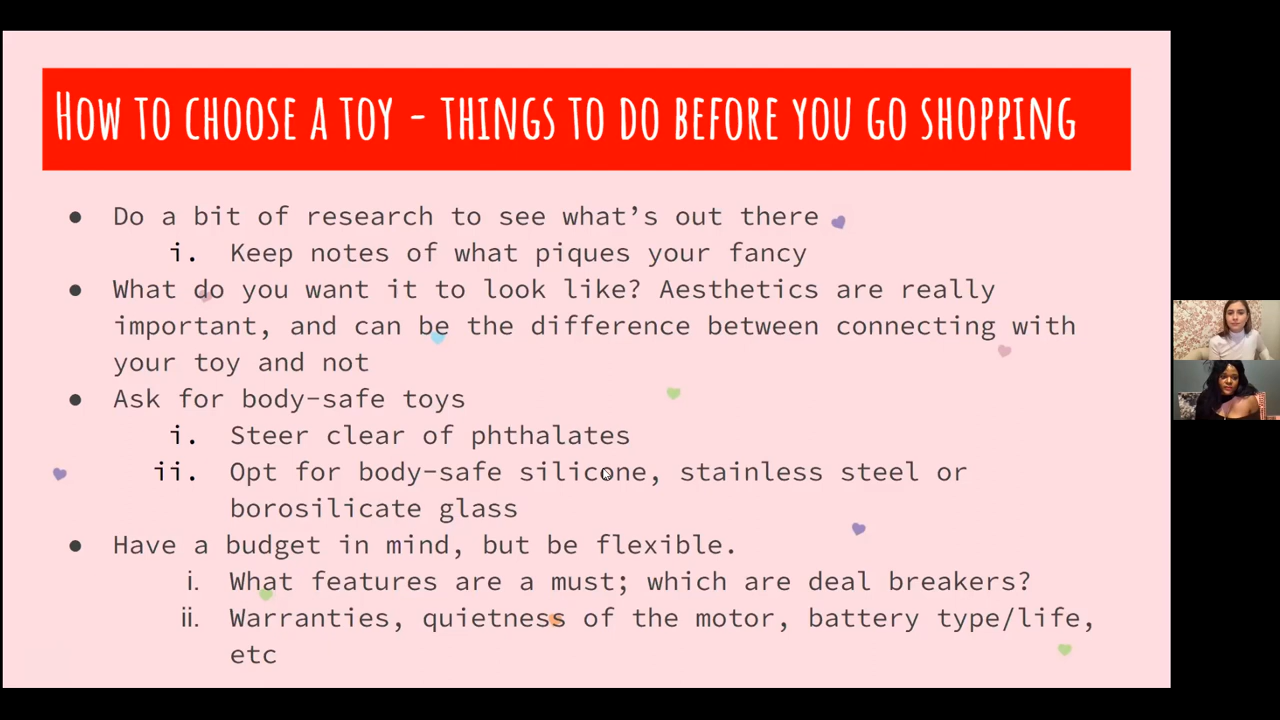 How to choose a toy - things to do before you go shopping
● Do a bit of research to see what's out there
i. Keep notes of what piques your fancy
● What do you want it to look like? Aesthetics are really
important, and can be the difference between connecting with
your toy and not
● Ask for body-safe toys
i. Steer clear of phthalates
ii. Opt for body-safe silicone, stainless steel or
borosilicate glass
● Have a budget in mind, but be flexible.
i. What features are a must; which are deal breakers?
ii. Warranties, quietness of the motor, battery type/life,
etc